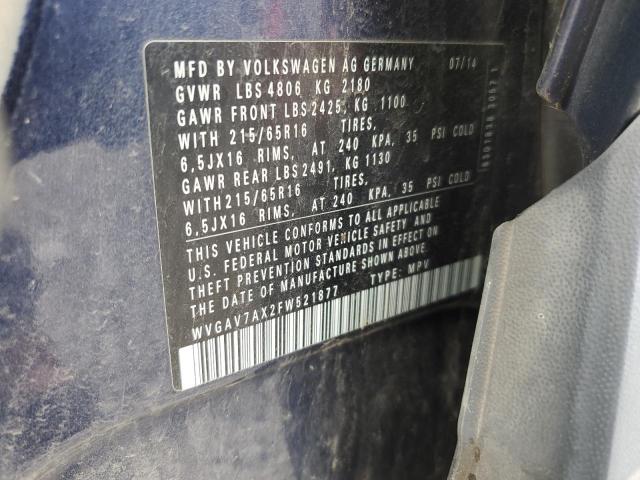 MFD BY VOLKSWAGEN AG GERMANY 07/14
GVWR LBS 4806 KG 2180
GAWR FRONT LBS 2425, KG 1100
WITH 215/65R16 TIRES,
6,5JX16 RIMS, AT 240 KPA, 35 PSI COLD
GAWR REAR LBS 2491, KG 1130
WITH 215/65R16 TIRES,
6,5JX16 RIMS, AT 240 KPA, 35 PSI COLD
THIS VEHICLE CONFORMS TO ALL APPLICABLE
U.S. FEDERAL MOTOR VEHICLE SAFETY AND
THEFT PREVENTION STANDARDS IN EFFECT ON
THE DATE OF MANUFACTURE SHOWN ABOVE.
WVGAV7AX2FW521877 TYPE: MPV